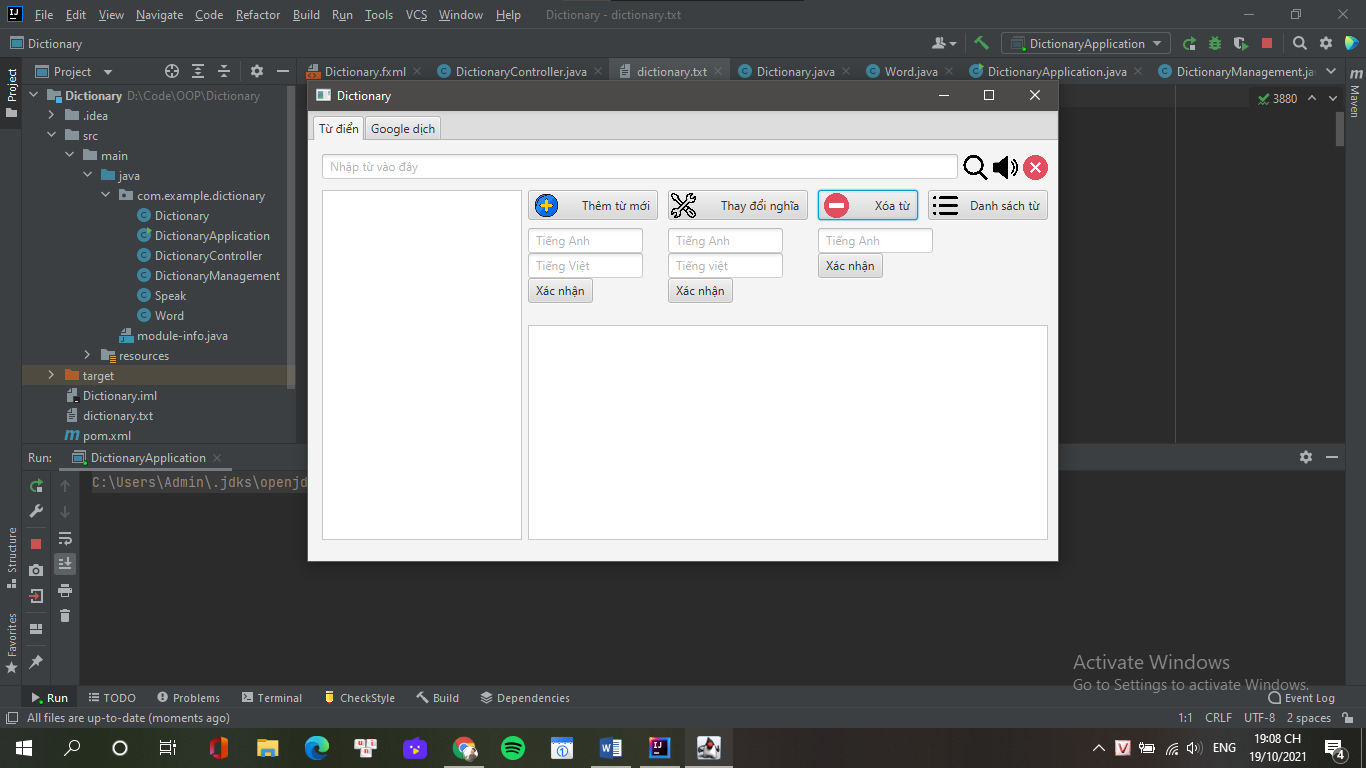 File Edit View Navigate Code Refactor Build Run Tools VCS Window Help Dictionary - dictionary.txt
Dictionary
DictionaryApplication
Project
Project
Dictionary.fxml
DictionaryController.java
dictionary.txt
Dictionary.java
Word.java
DictionaryApplication.java
DictionaryManagement.ja
Maven
Dictionary D:\Code\OOP\Dictionary
.idea
src
main
java
com.example.dictionary
Dictionary
DictionaryApplication
DictionaryController
DictionaryManagement
Speak
Word
module-info.java
resources
target
Dictionary.iml
dictionary.txt
pom.xml
3880
Dictionary
Từ điển Google dịch
Nhập từ vào đây
Thêm từ mới Thay đổi nghĩa Xóa từ Danh sách từ
Tiếng Anh Tiếng Anh Tiếng Anh
Tiếng Việt Tiếng việt Xác nhận
Xác nhận Xác nhận
Run: DictionaryApplication
C:\Users\Admin\.jdks\openjd
Structure
Favorites
Activate Windows
Go to Settings to activate Windows.
Run TODO Problems Terminal CheckStyle Build Dependencies Event Log
All files are up-to-date (moments ago) 1:1 CRLF UTF-8 2 spaces
ENG
19:08 CH
19/10/2021
4